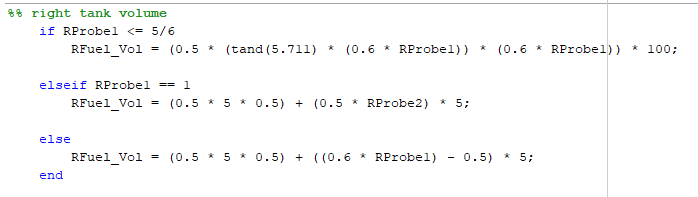 %% right tank volume
if RProbe1 <= 5/6
RFuel_Vol = (0.5 * (tand(5.711) * (0.6 * RProbe1)) * (0.6 * RProbe1)) * 100;
elseif RProbe1 == 1
RFuel_Vol = (0.5 * 5 * 0.5) + (0.5 * RProbe2) * 5;
else
RFuel_Vol = (0.5 * 5 * 0.5) + ((0.6 * RProbe1) - 0.5) * 5;
end